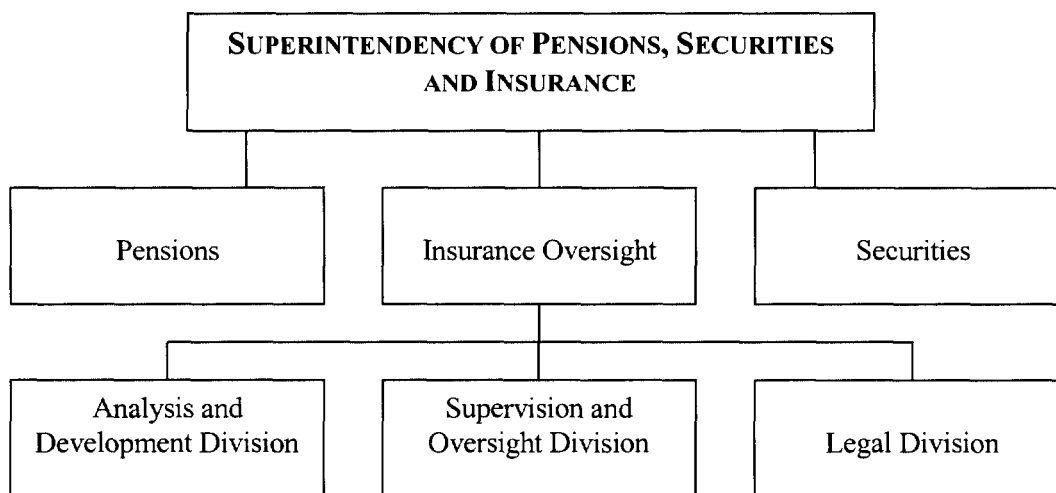 SUPERINTENDENCY OF PENSIONS, SECURITIES
AND INSURANCE
Pensions
Insurance Oversight
Securities
Analysis and
Development Division
Supervision and
Oversight Division
Legal Division